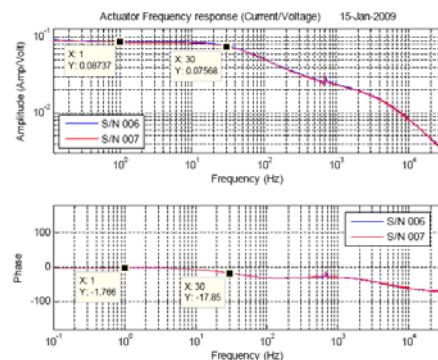 Actuator Frequency response (Current/Voltage) 15-Jan-2009
Amplitude (Amp/Volt)
10^-1
10^-2
X: 1
Y: 0.08737
X: 30
Y: 0.07568
S/N 006
S/N 007
10^0 10^1 10^2 10^3 10^4
Frequency (Hz)
Phase
100
0
-100
X: 1
Y: -1.766
X: 30
Y: -17.85
S/N 006
S/N 007
10^-1 10^0 10^1 10^2 10^3 10^4
Frequency (Hz)